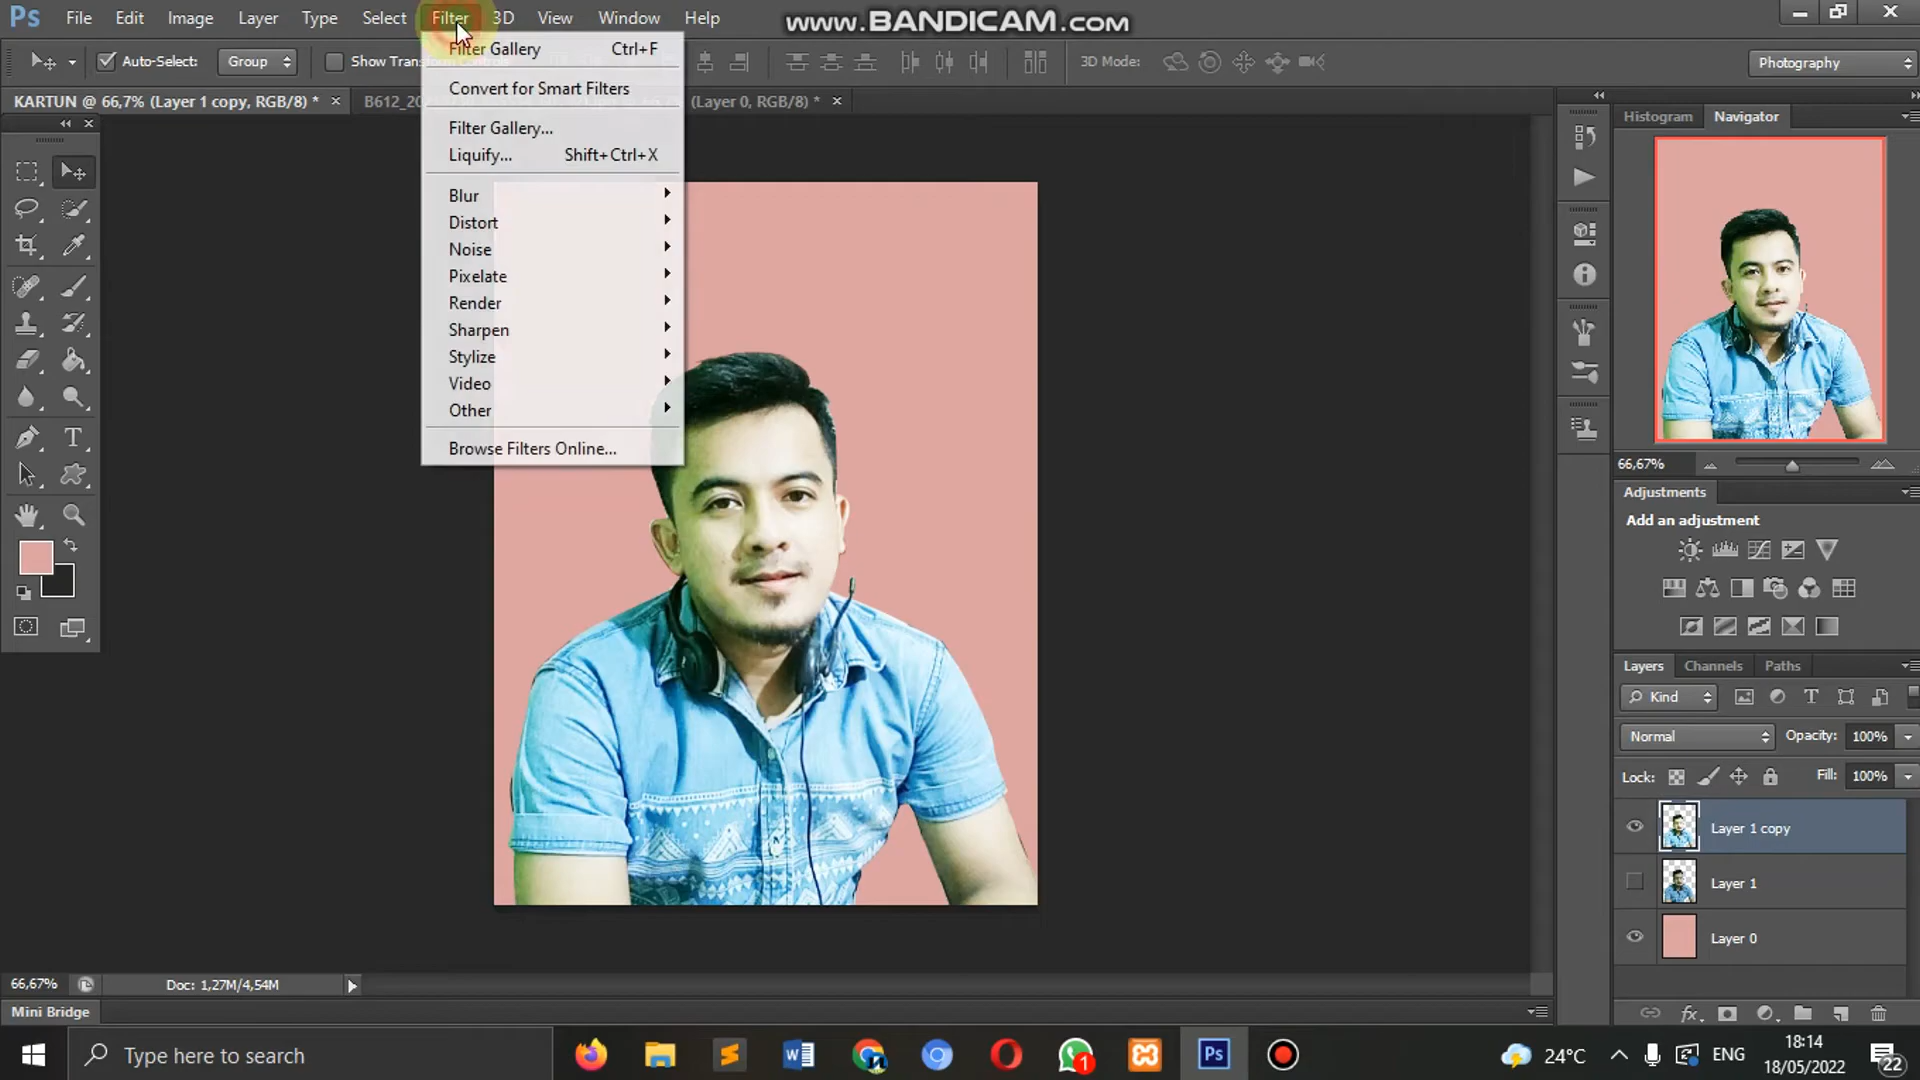 Ps File Edit Image Layer Type Select Filter 3D View Window Help
www.BANDICAM.com
Auto-Select: Group Show Transform Controls 3D Mode: Photography
KARTUN @ 66,7% (Layer 1 copy, RGB/8) * × (Layer 0, RGB/8) * ×
Filter Gallery Ctrl+F
Convert for Smart Filters
Filter Gallery...
Liquify... Shift+Ctrl+X
Blur
Distort
Noise
Pixelate
Render
Sharpen
Stylize
Video
Other
Browse Filters Online...
Histogram Navigator
66,67%
Adjustments
Add an adjustment
Layers Channels Paths
Kind
Normal Opacity: 100%
Lock: Fill: 100%
Layer 1 copy
Layer 1
Layer 0
66,67% Doc: 1,27M/4,54M
Mini Bridge
Type here to search
1
24°C ENG
18:14
18/05/2022
22